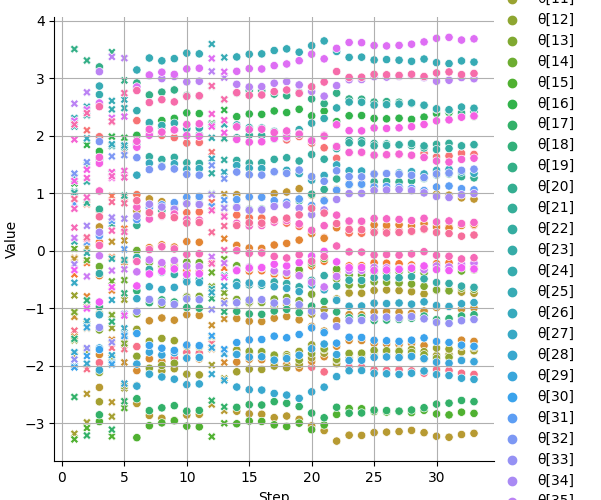 θ[11]
4
θ[12]
θ[13]
3
θ[14]
θ[15]
2
θ[16]
θ[17]
θ[18]
1
θ[19]
θ[20]
Value
0
θ[21]
θ[22]
−1
θ[23]
θ[24]
θ[25]
−2
θ[26]
θ[27]
−3
θ[28]
θ[29]
θ[30]
θ[31]
θ[32]
0 5 10 15 20 25 30
θ[33]
θ[34]
Step
θ[35]